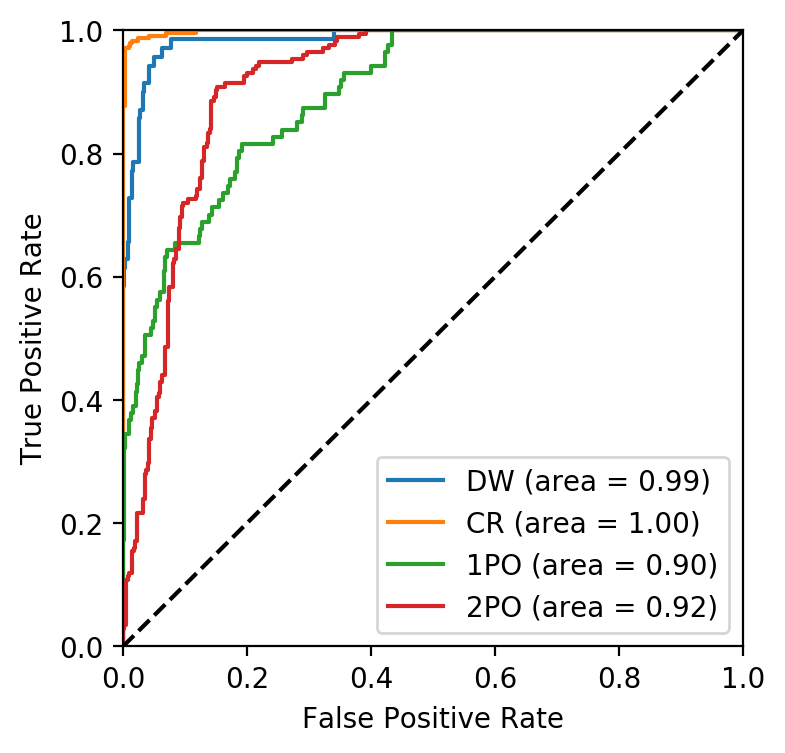 1.0
0.8
0.6
0.4
0.2
0.0
True Positive Rate
DW (area = 0.99)
CR (area = 1.00)
1PO (area = 0.90)
2PO (area = 0.92)
0.0 0.2 0.4 0.6 0.8 1.0
False Positive Rate